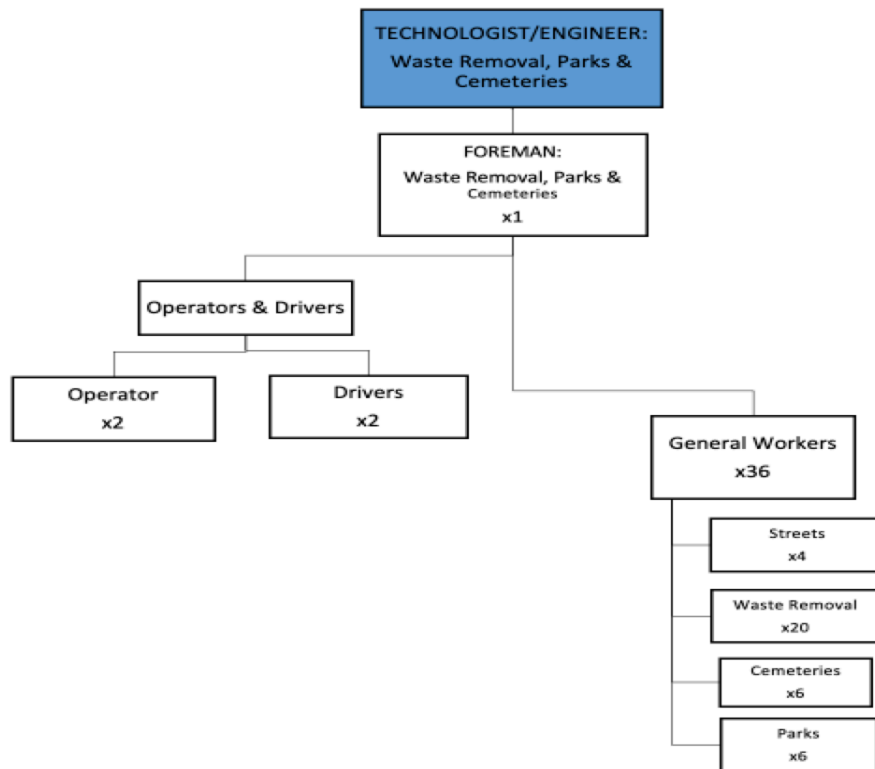 TECHNOLOGIST/ENGINEER:
Waste Removal, Parks &
Cemeteries
FOREMAN:
Waste Removal, Parks &
Cemeteries
x1
Operators & Drivers
Operator
x2
Drivers
x2
General Workers
x36
Streets
x4
Waste Removal
x20
Cemeteries
x6
Parks
x6